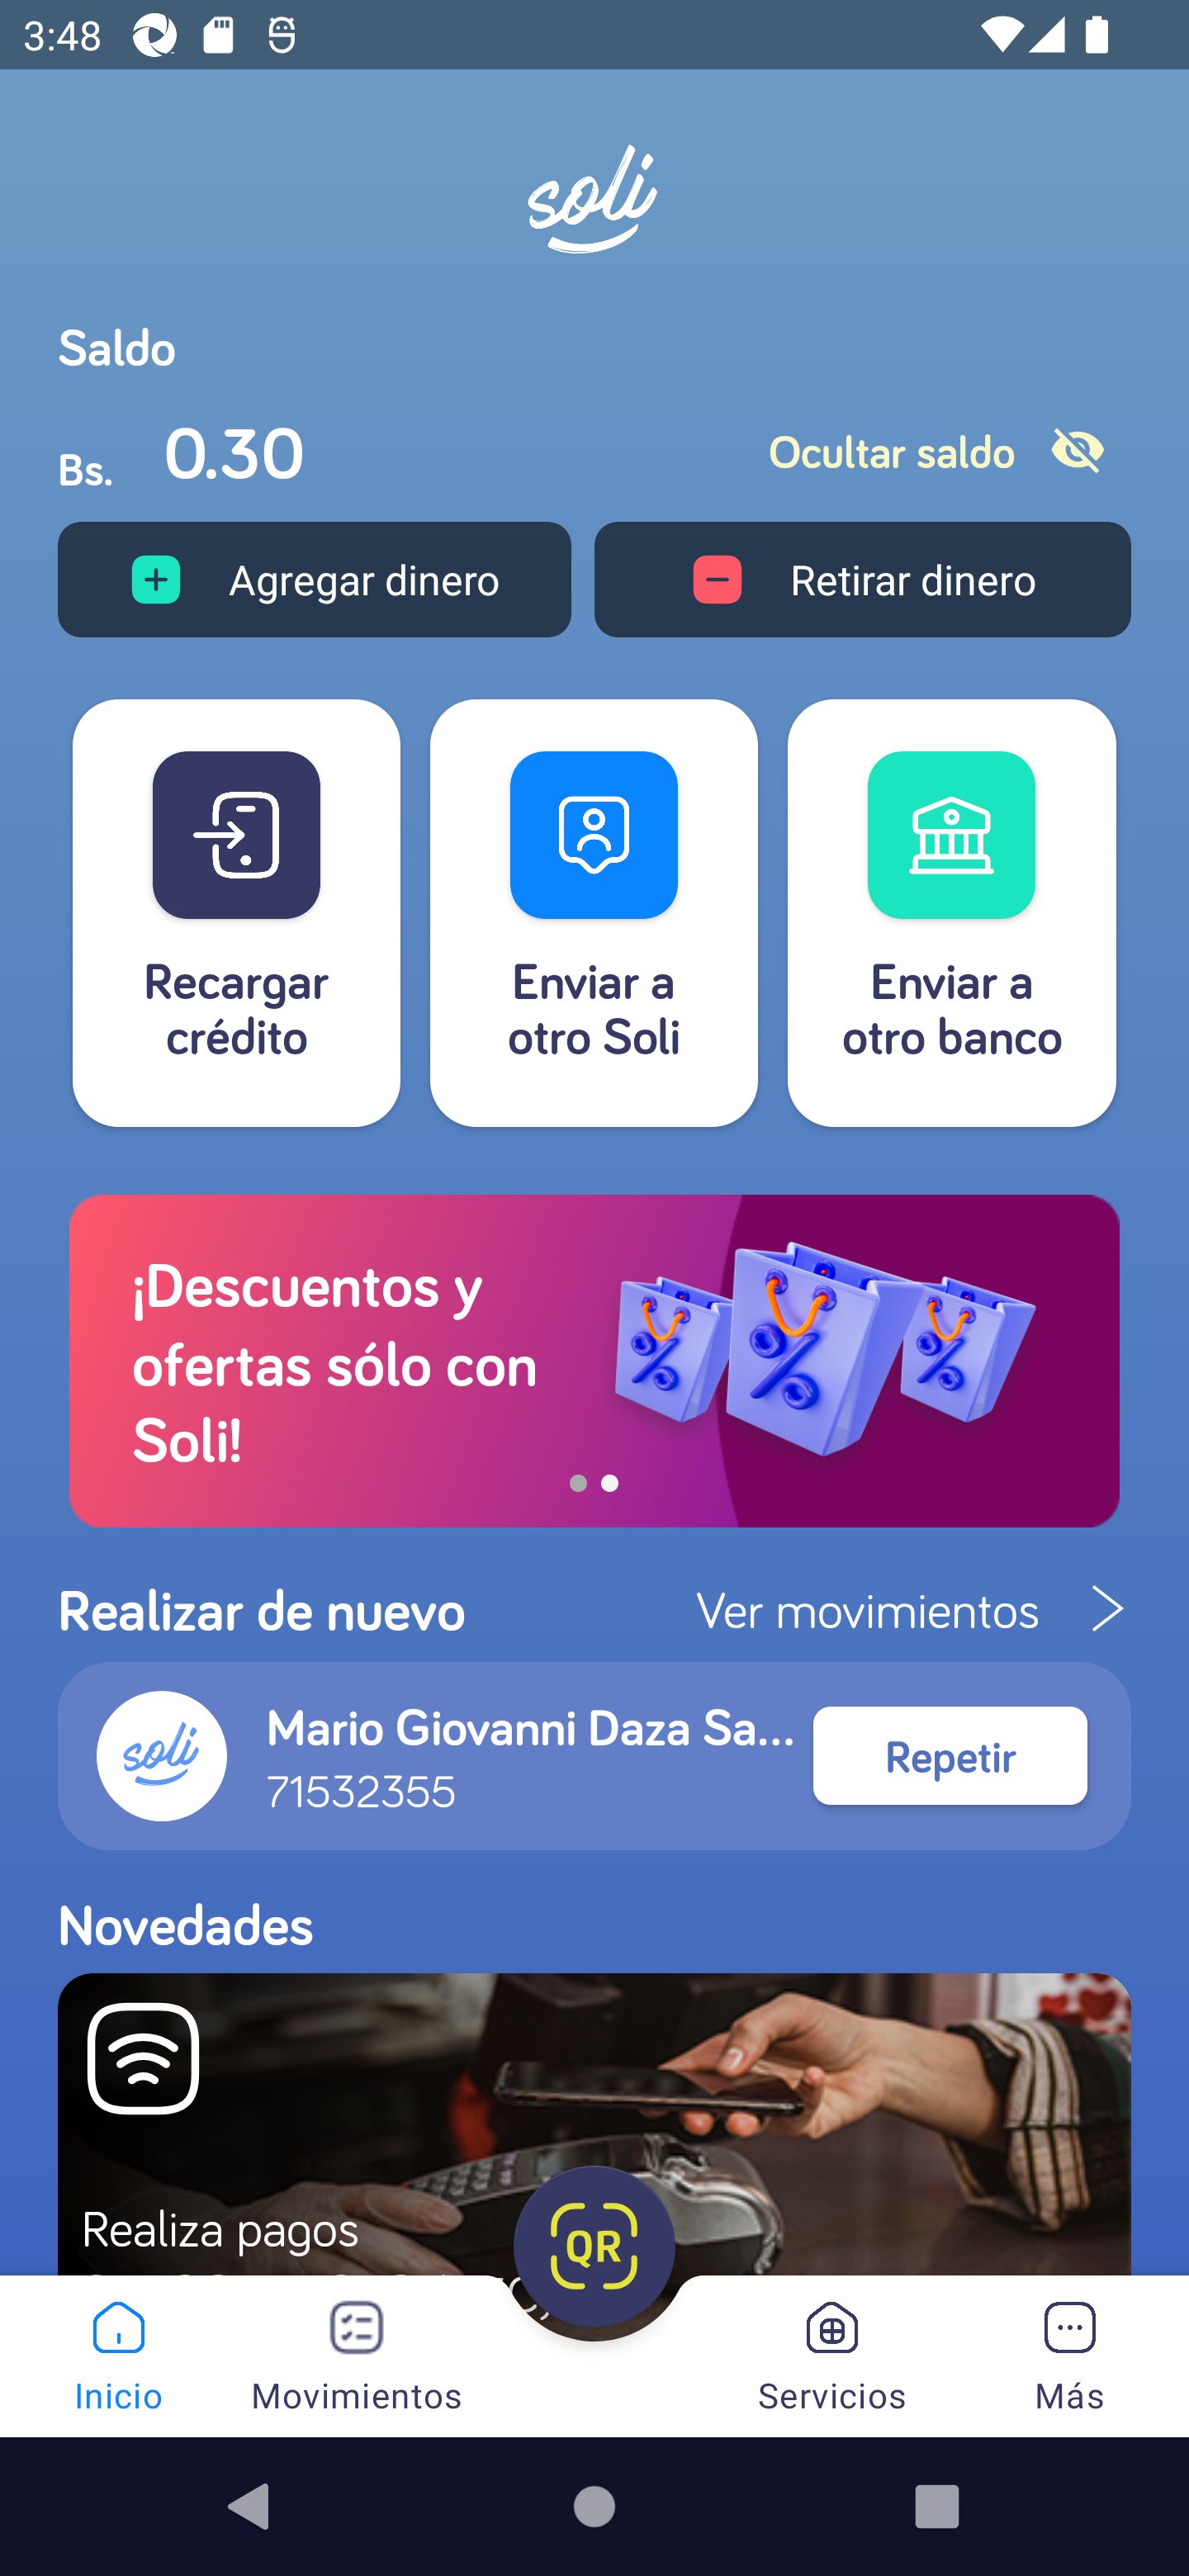 3:48
soli
Saldo
Bs. 0.30
Ocultar saldo
Agregar dinero
Retirar dinero
Recargar
crédito
Enviar a
otro Soli
Enviar a
otro banco
¡Descuentos y
ofertas sólo con
Soli!
Realizar de nuevo
Ver movimientos
soli
Mario Giovanni Daza Sa...
71532355
Repetir
Novedades
Realiza pagos
QR
Inicio
Movimientos
Servicios
Más